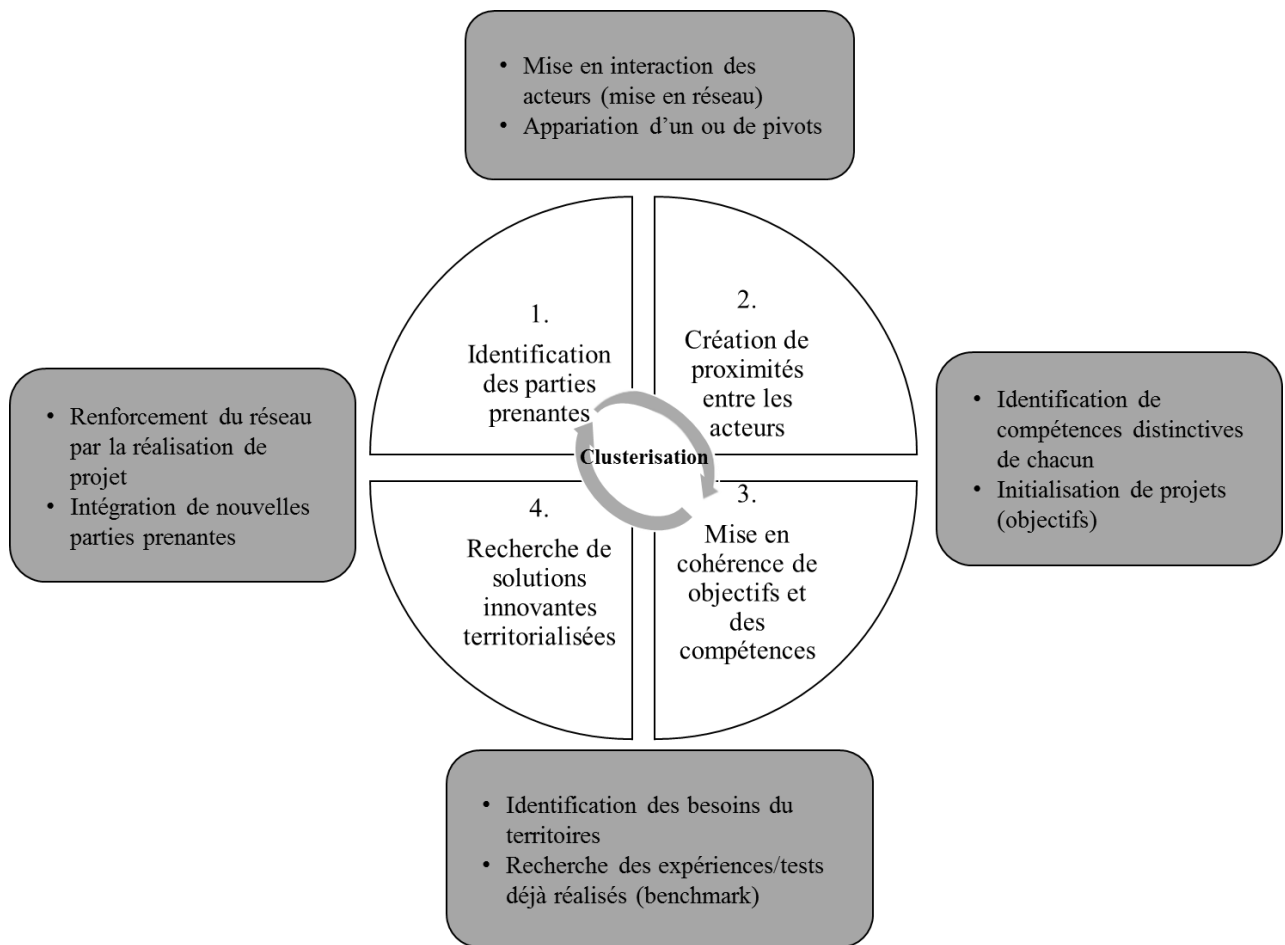 • Mise en interaction des
acteurs (mise en réseau)
• Appariation d’un ou de pivots
1.
Identification
des parties
prenantes
2.
Création de
proximités
entre les
acteurs
• Renforcement du réseau
par la réalisation de
projet
• Intégration de nouvelles
parties prenantes
Clusterisation
• Identification de
compétences distinctives
de chacun
• Initialisation de projets
(objectifs)
3.
Mise en
cohérence de
objectifs et
des
compétences
4.
Recherche de
solutions
innovantes
territorialisées
• Identification des besoins du
territoires
• Recherche des expériences/tests
déjà réalisés (benchmark)